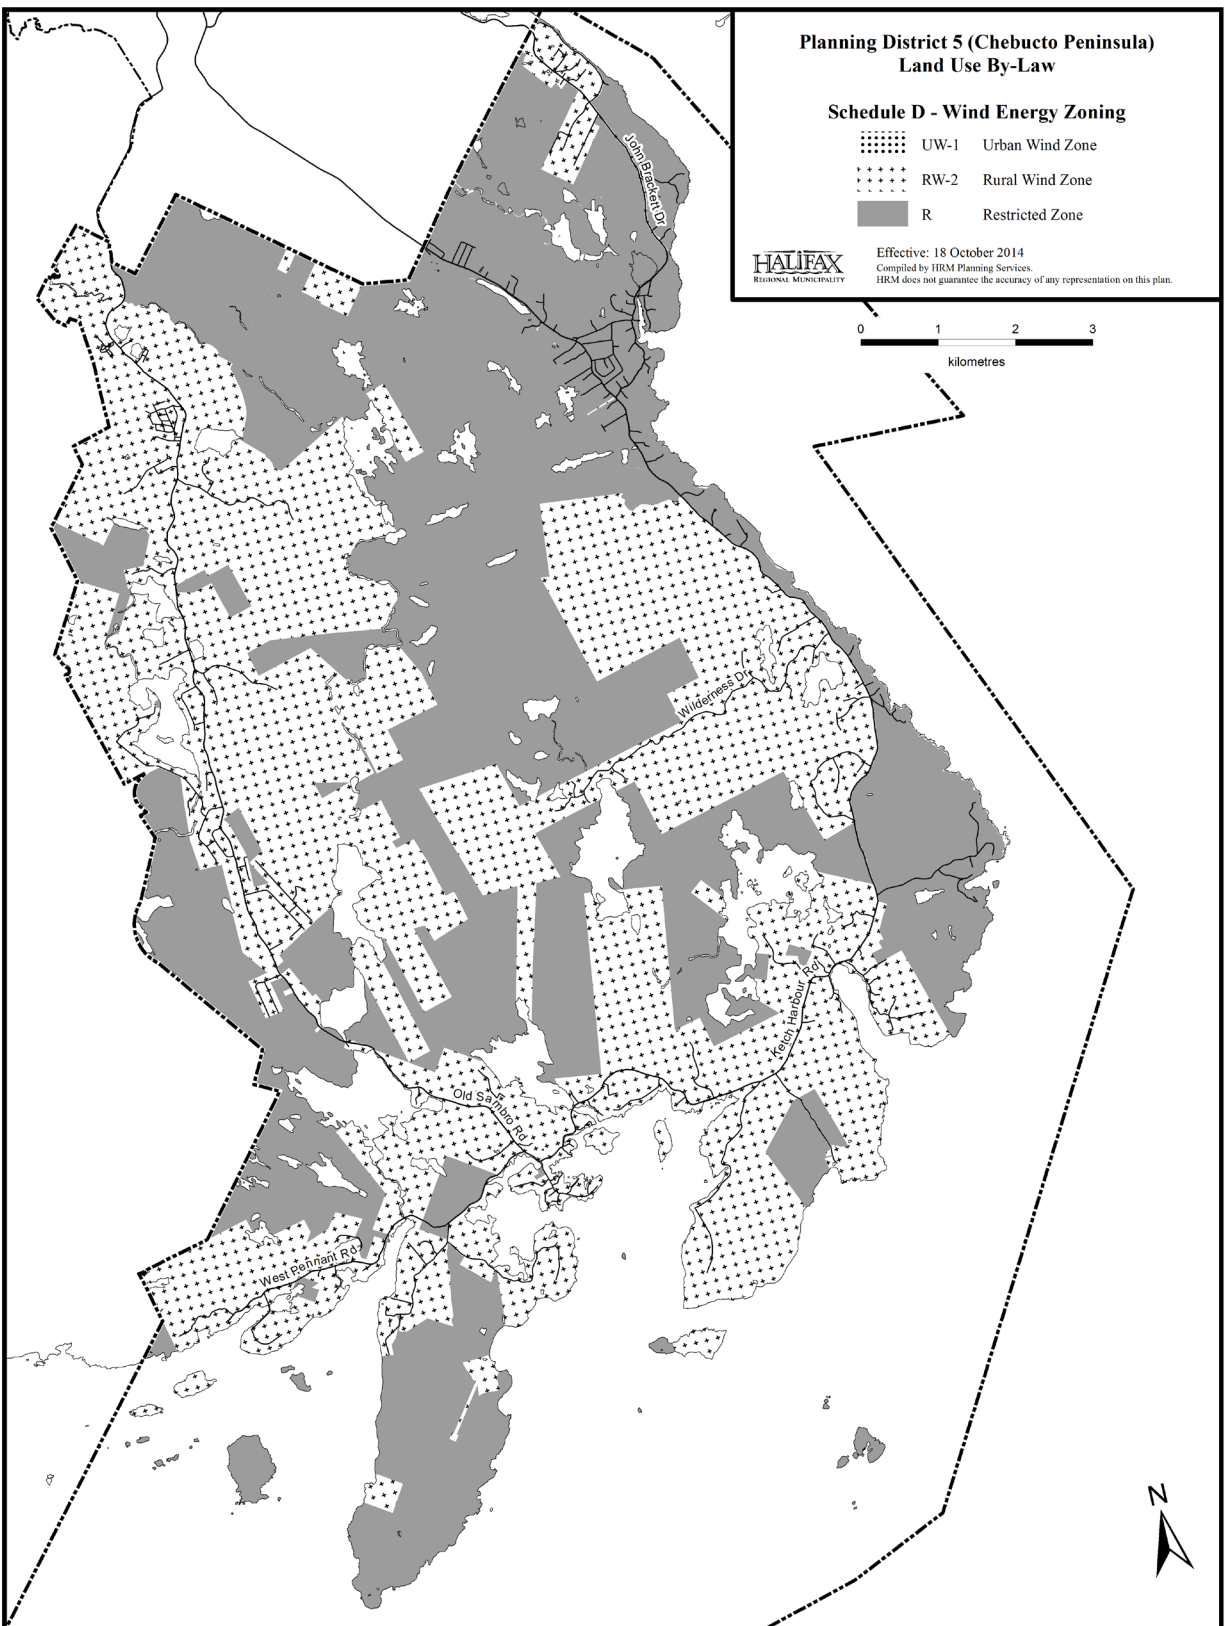 Planning District 5 (Chebucto Peninsula)
Land Use By-Law
Schedule D - Wind Energy Zoning
UW-1 Urban Wind Zone
RW-2 Rural Wind Zone
R Restricted Zone
HALIFAX
REGIONAL MUNICIPALITY
Effective: 18 October 2014
Compiled by HRM Planning Services.
HRM does not guarantee the accuracy of any representation on this plan.
0 1 2 3
kilometres
John Brackett Dr
Wilderness Dr
Ketch Harbour Rd
Old Sambro Rd
West Pennant Rd
N